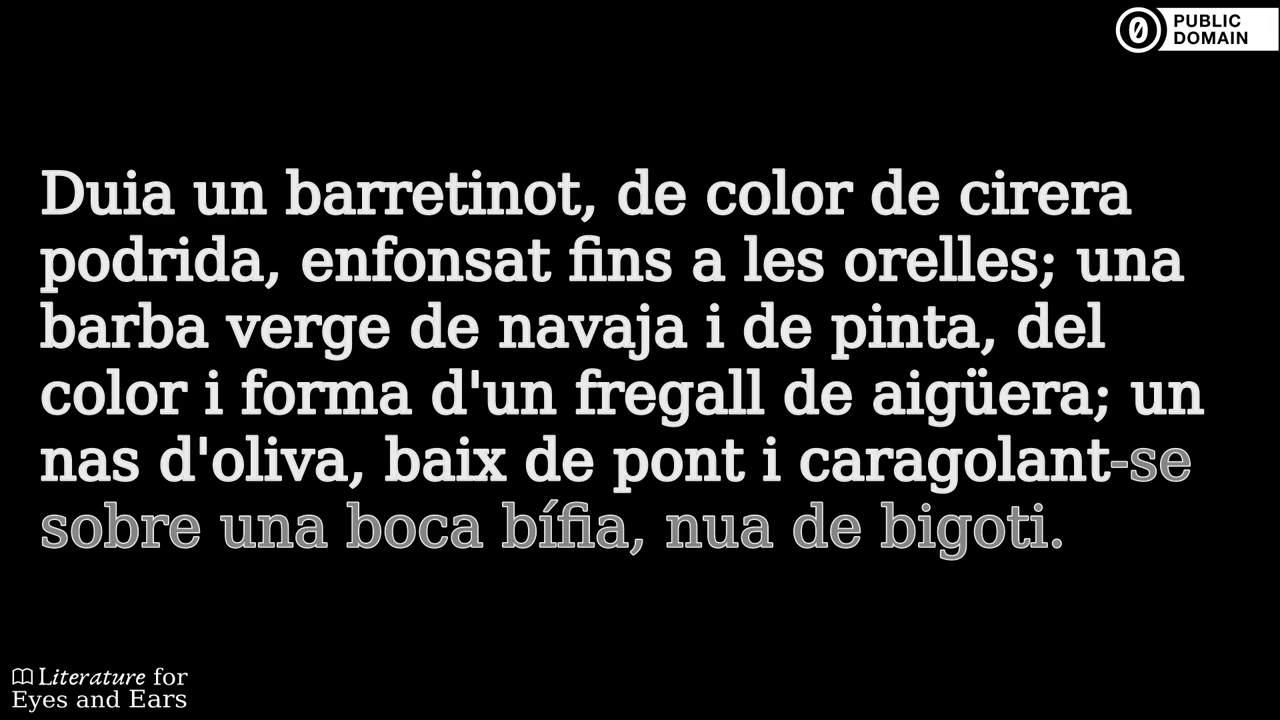 PUBLIC
DOMAIN
Duia un barretinot, de color de cirera
podrida, enfonsat fins a les orelles; una
barba verge de navaja i de pinta, del
color i forma d'un fregall de aigüera; un
nas d'oliva, baix de pont i caragolant-se
sobre una boca bífia, nua de bigoti.
Literature for
Eyes and Ears